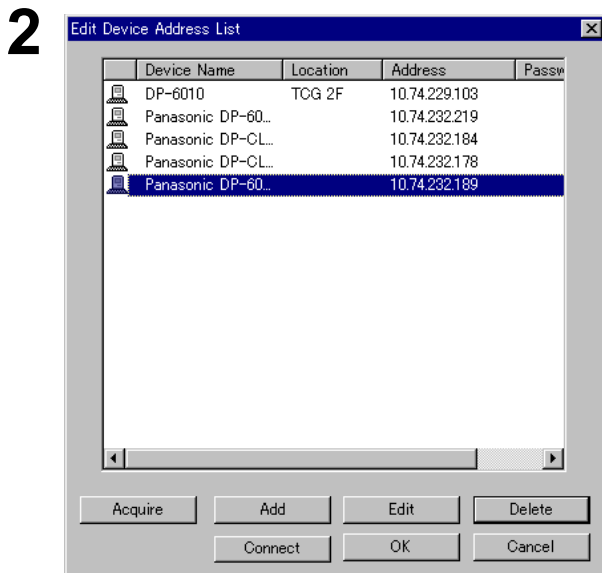 2
Edit Device Address List
Device Name Location Address Passw
DP-6010 TCG 2F 10.74.229.103
Panasonic DP-60... 10.74.232.219
Panasonic DP-CL... 10.74.232.184
Panasonic DP-CL... 10.74.232.178
Panasonic DP-60... 10.74.232.189
Acquire Add Edit Delete
Connect OK Cancel